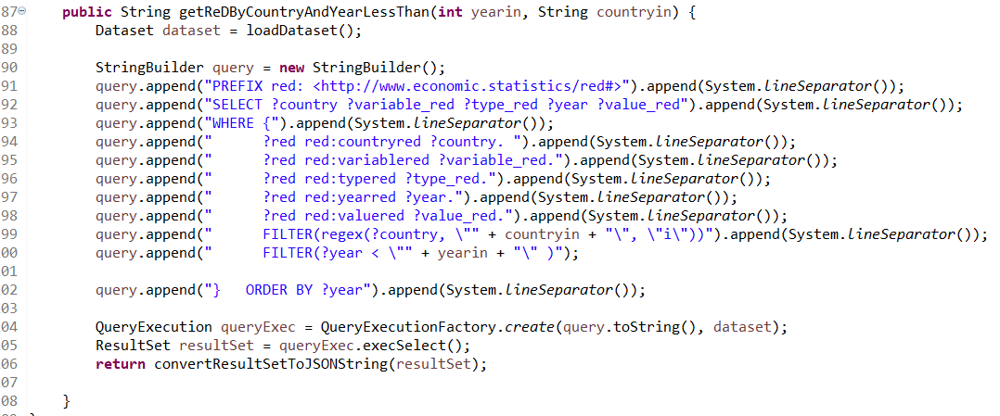 87 public String getReDByCountryAndYearLessThan(int yearin, String countryin) {
88 Dataset dataset = loadDataset();
89
90 StringBuilder query = new StringBuilder();
91 query.append("PREFIX red: <http://www.economic.statistics/red#>").append(System.lineSeparator());
92 query.append("SELECT ?country ?variable_red ?type_red ?year ?value_red").append(System.lineSeparator());
93 query.append("WHERE {").append(System.lineSeparator());
94 query.append("      ?red red:countryred ?country. ").append(System.lineSeparator());
95 query.append("      ?red red:variablered ?variable_red.").append(System.lineSeparator());
96 query.append("      ?red red:typered ?type_red.").append(System.lineSeparator());
97 query.append("      ?red red:yearred ?year.").append(System.lineSeparator());
98 query.append("      ?red red:valuered ?value_red.").append(System.lineSeparator());
99 query.append("      FILTER(regex(?country, \"" + countryin + "\", \"i\"))").append(System.lineSeparator());
00 query.append("      FILTER(?year < \"" + yearin + "\" )");
01
02 query.append("}   ORDER BY ?year").append(System.lineSeparator());
03
04 QueryExecution queryExec = QueryExecutionFactory.create(query.toString(), dataset);
05 ResultSet resultSet = queryExec.execSelect();
06 return convertResultSetToJSONString(resultSet);
07
08 }